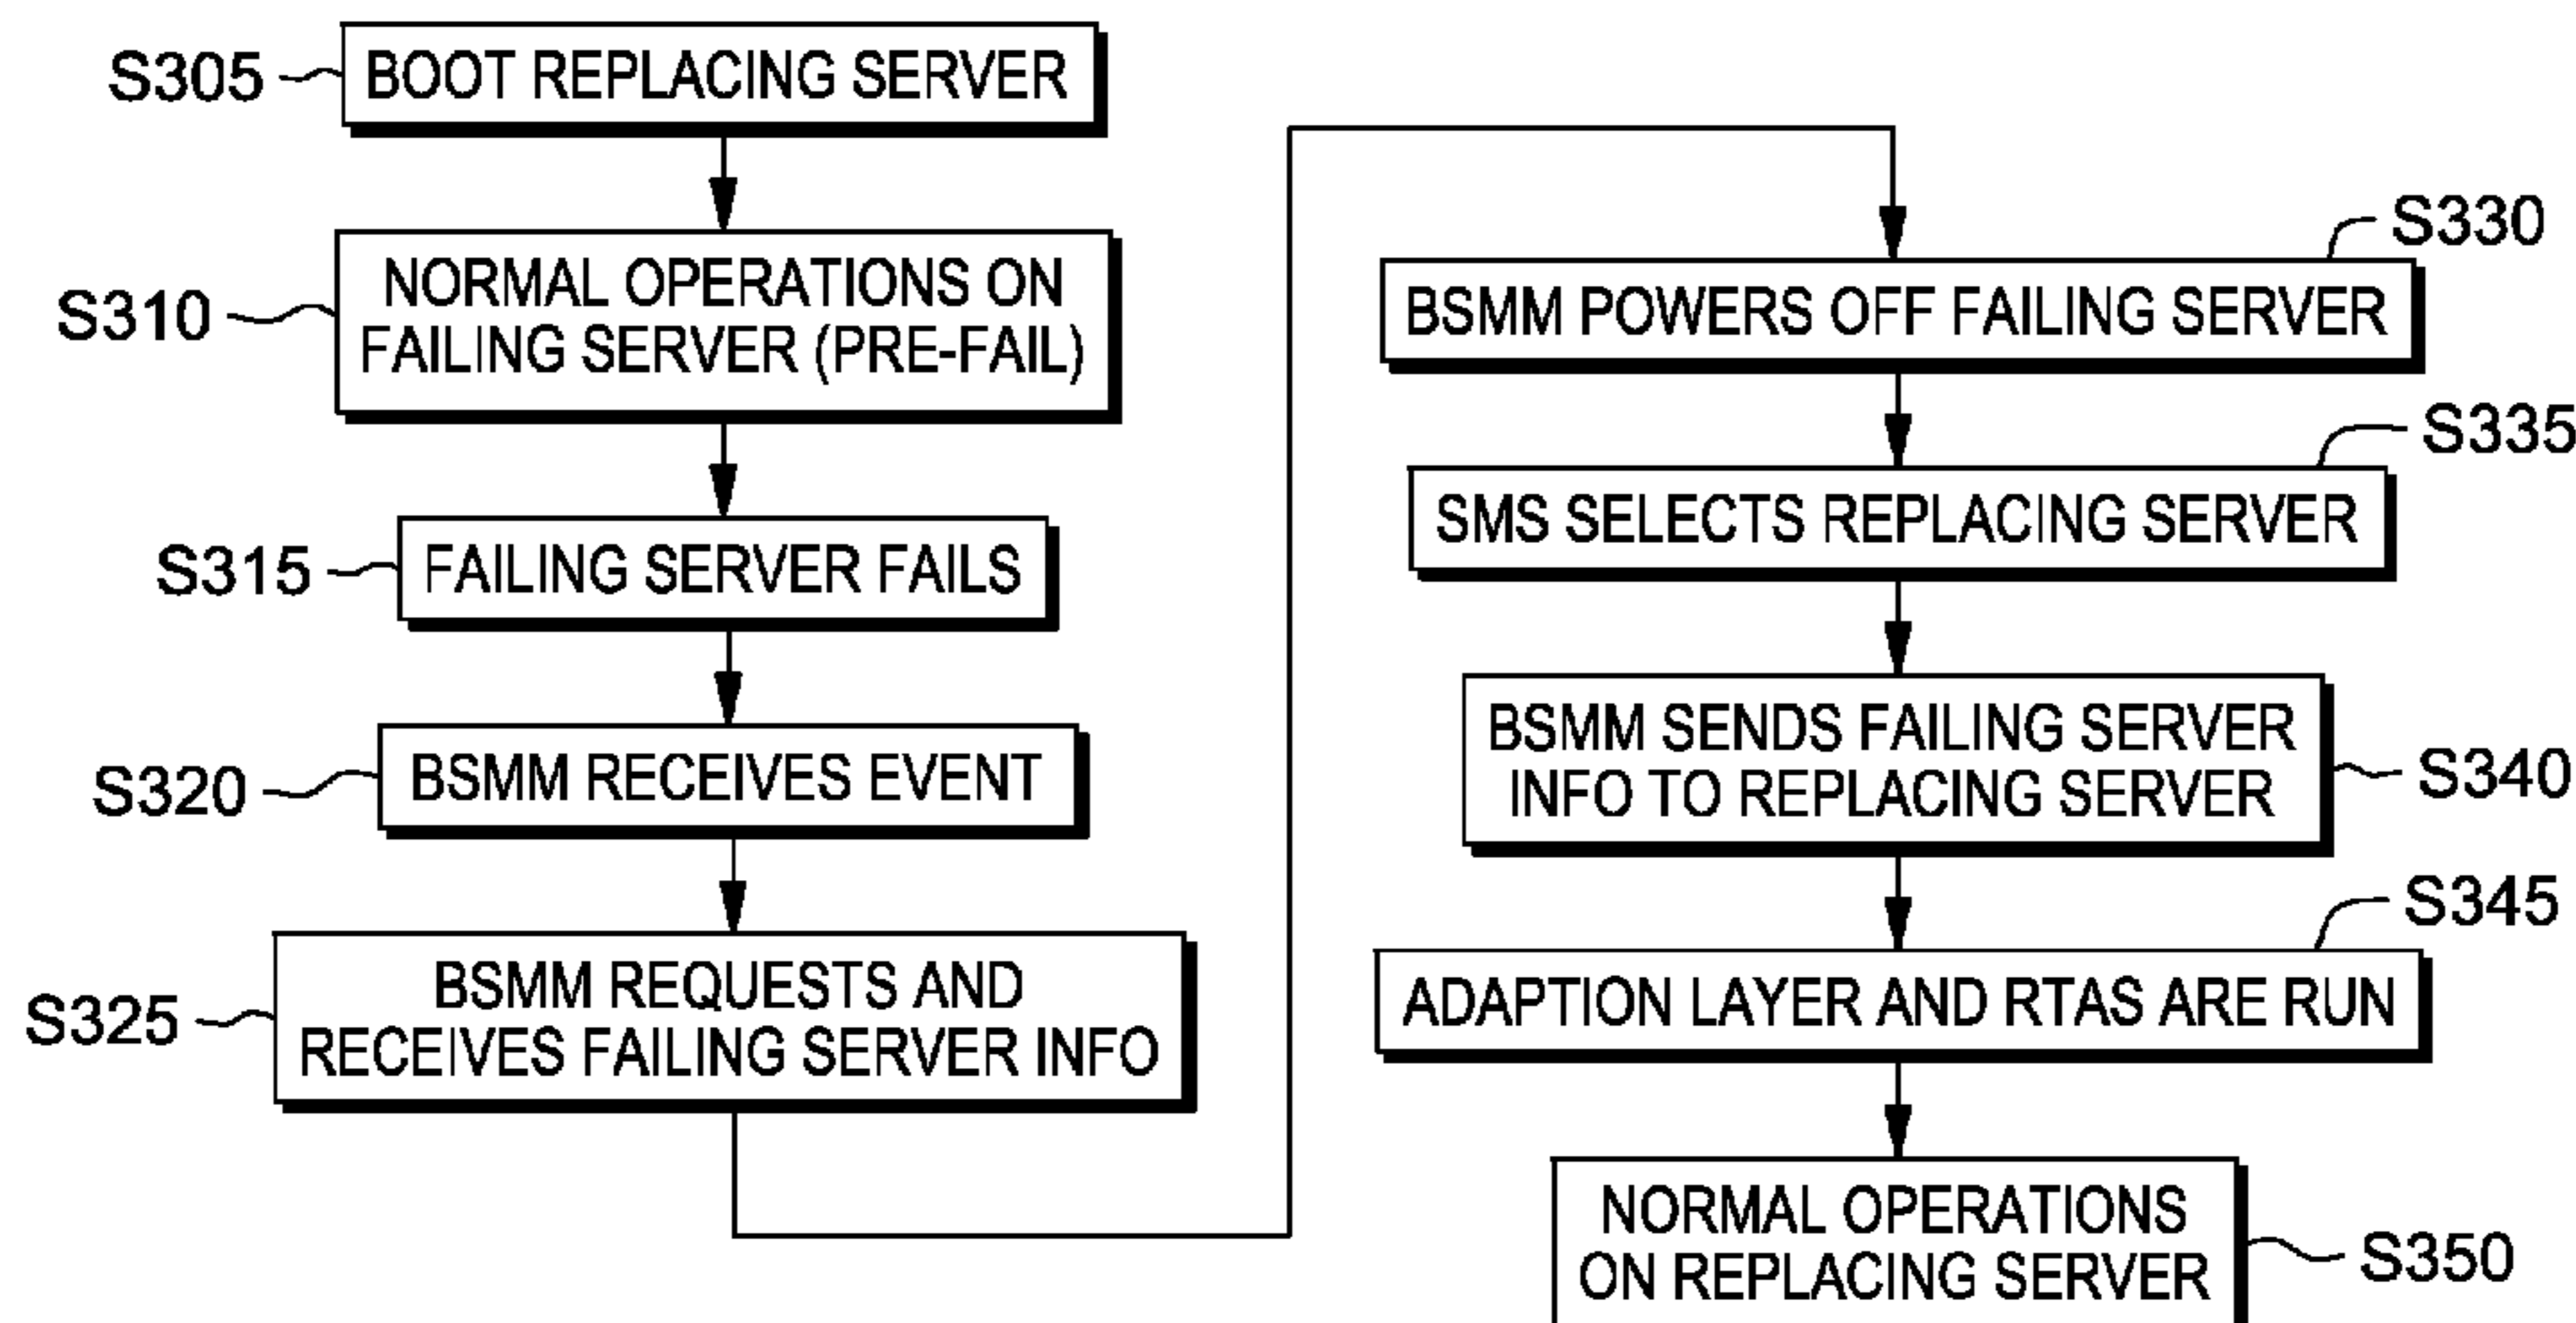 S305
BOOT REPLACING SERVER
S310
NORMAL OPERATIONS ON
FAILING SERVER (PRE-FAIL)
S315
FAILING SERVER FAILS
S320
BSMM RECEIVES EVENT
S325
BSMM REQUESTS AND
RECEIVES FAILING SERVER INFO
S330
BSMM POWERS OFF FAILING SERVER
S335
SMS SELECTS REPLACING SERVER
BSMM SENDS FAILING SERVER
INFO TO REPLACING SERVER
S340
S345
ADAPTION LAYER AND RTAS ARE RUN
NORMAL OPERATIONS
ON REPLACING SERVER
S350